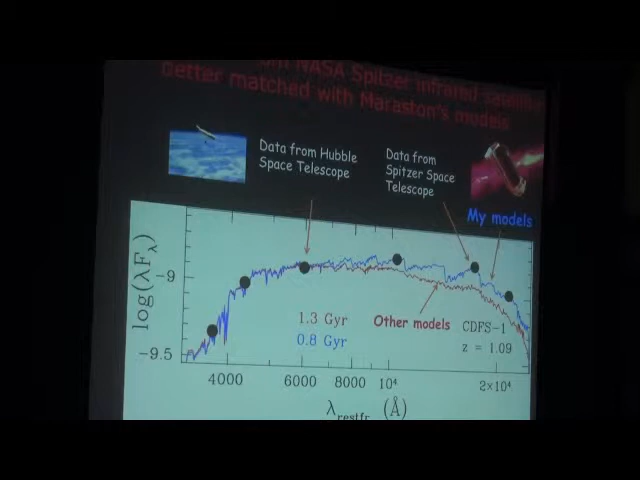 NASA Spitzer infrared satellite
better matched with Maraston's models
Data from Hubble
Space Telescope
Data from
Spitzer Space
Telescope
My models
log(λFλ)
-9
-9.5
Other models
1.3 Gyr
0.8 Gyr
CDFS-1
z = 1.09
4000
6000
8000
10⁴
2×10⁴
λrestfr. (Å)